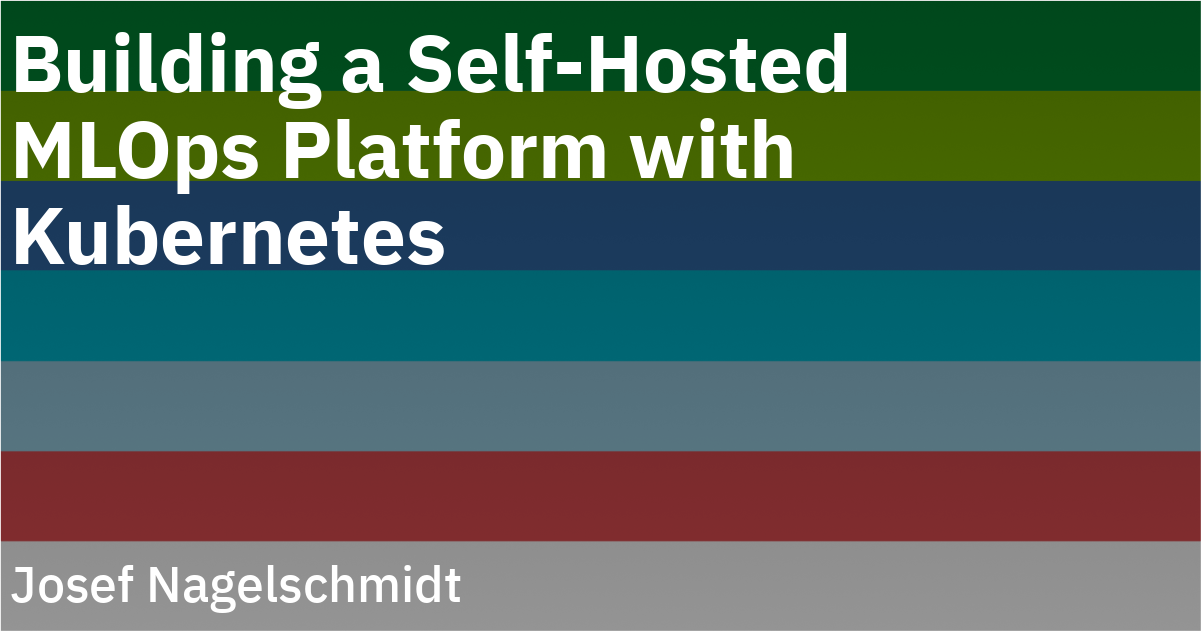 Building a Self-Hosted
MLOps Platform with
Kubernetes
Josef Nagelschmidt